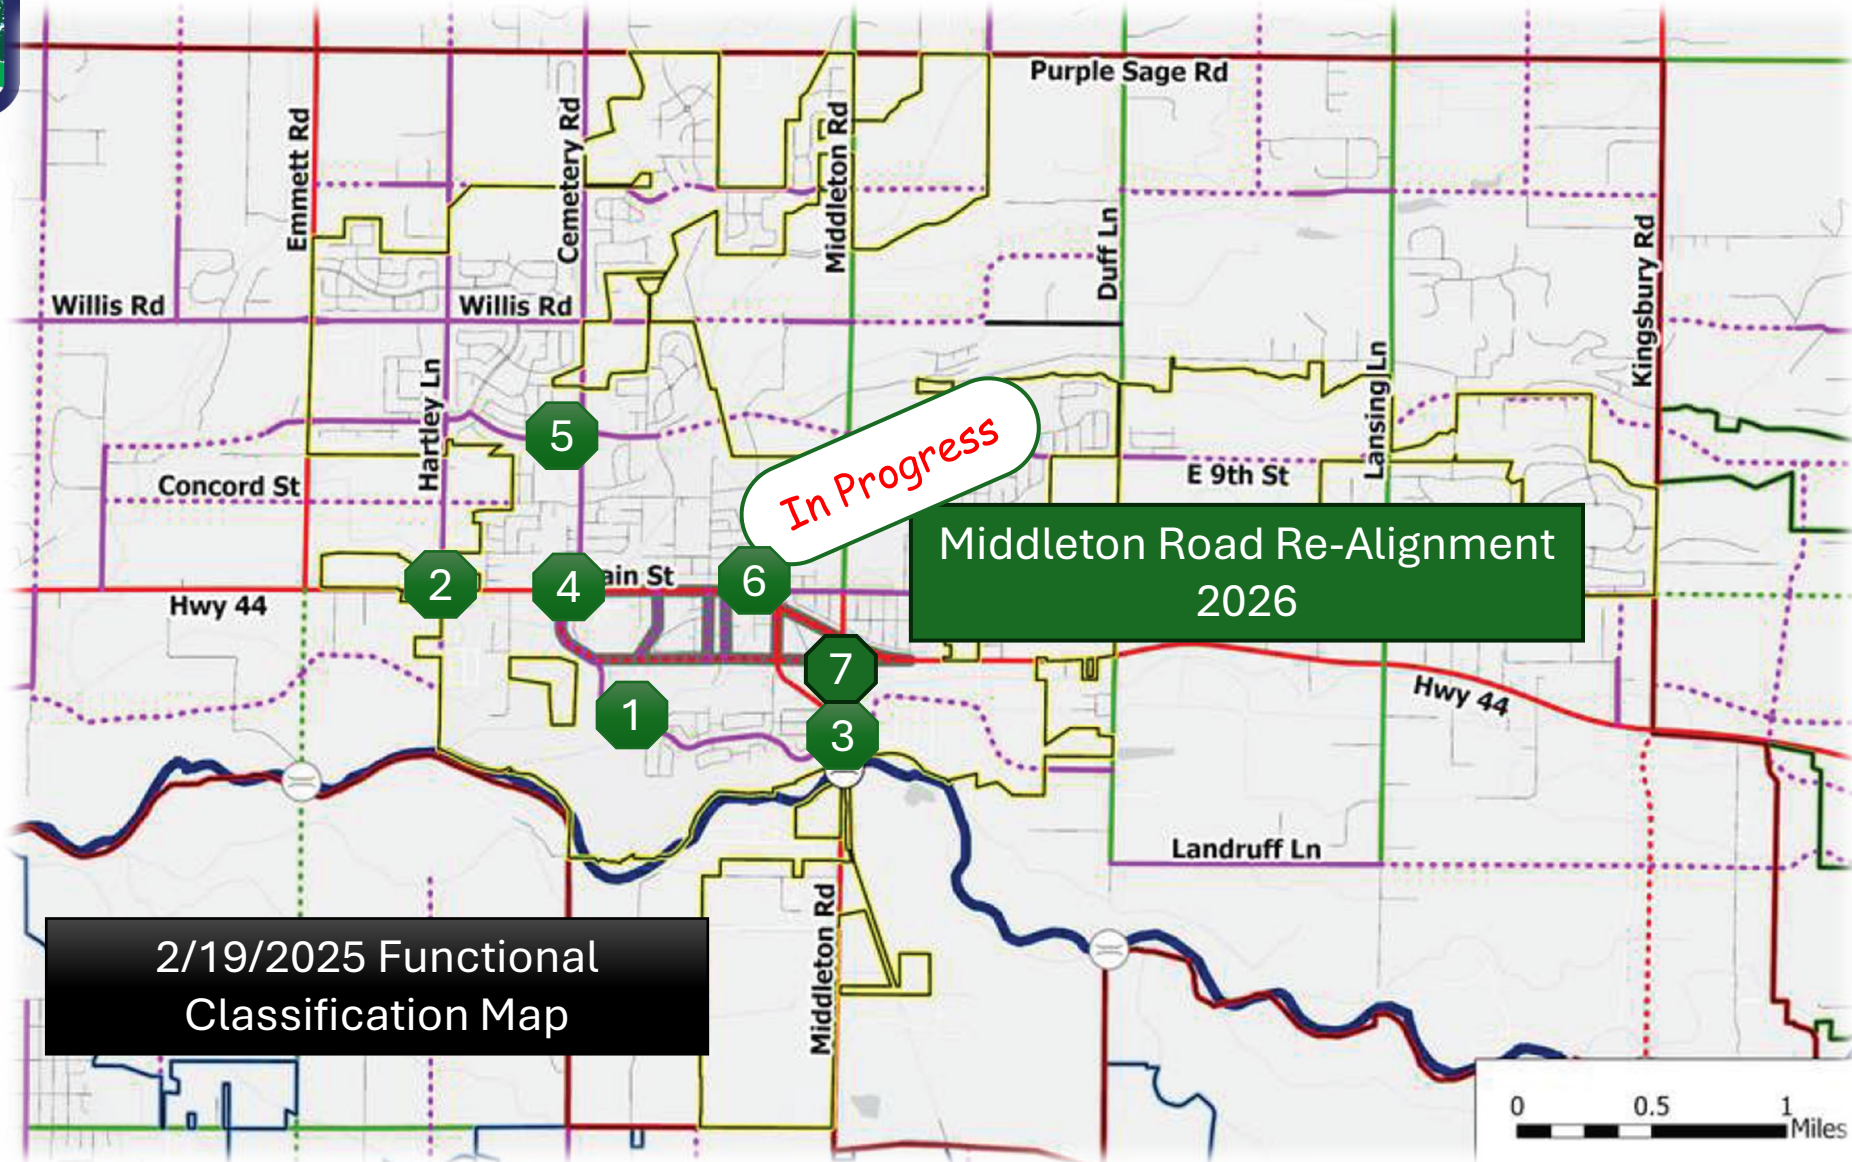 Purple Sage Rd
Emmett Rd
Cemetery Rd
Middleton Rd
Duff Ln
Kingsbury Rd
Willis Rd
Willis Rd
Hartley Ln
Lansing Ln
5
In Progress
E 9th St
Concord St
Middleton Road Re-Alignment
2026
2
4
ain St
6
Hwy 44
7
Hwy 44
1
3
Landruff Ln
Middleton Rd
2/19/2025 Functional
Classification Map
0 0.5 1
Miles